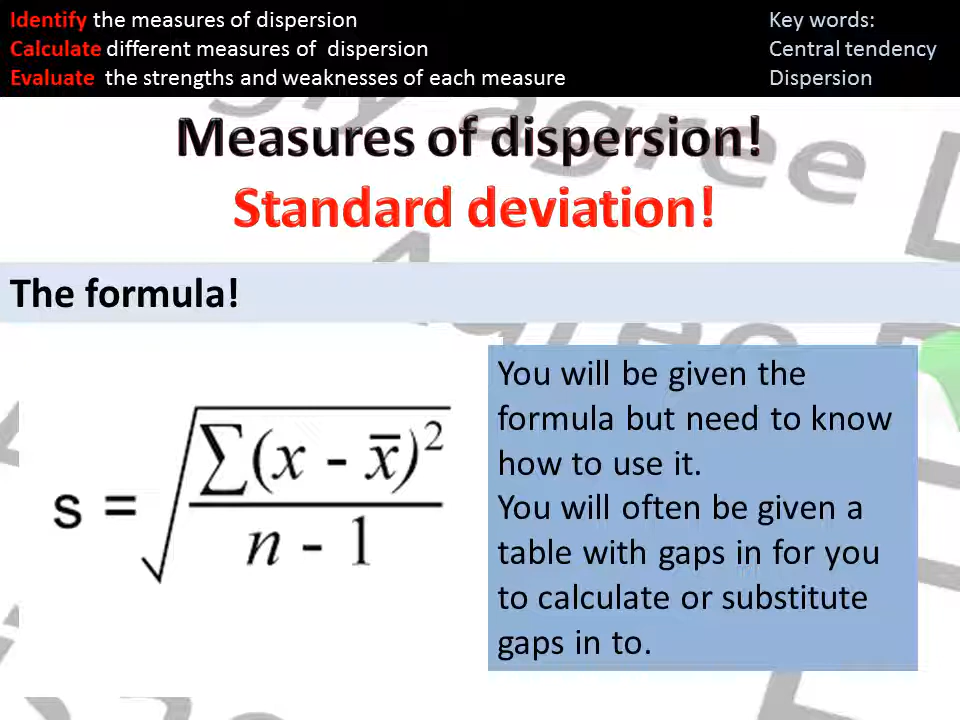 Identify the measures of dispersion
Calculate different measures of dispersion
Evaluate the strengths and weaknesses of each measure
Key words:
Central tendency
Dispersion
gly agree
Agree
Measures of dispersion!
Standard deviation!
The formula!
s = √(∑(x - x̄)² / (n - 1))
You will be given the
formula but need to know
how to use it.
You will often be given a
table with gaps in for you
to calculate or substitute
gaps in to.